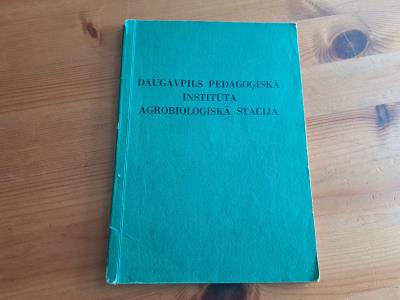 DAUGAVPILS PEDAGOĢISKĀ
INSTITŪTA
AGROBIOLOĢISKĀ STACIJA